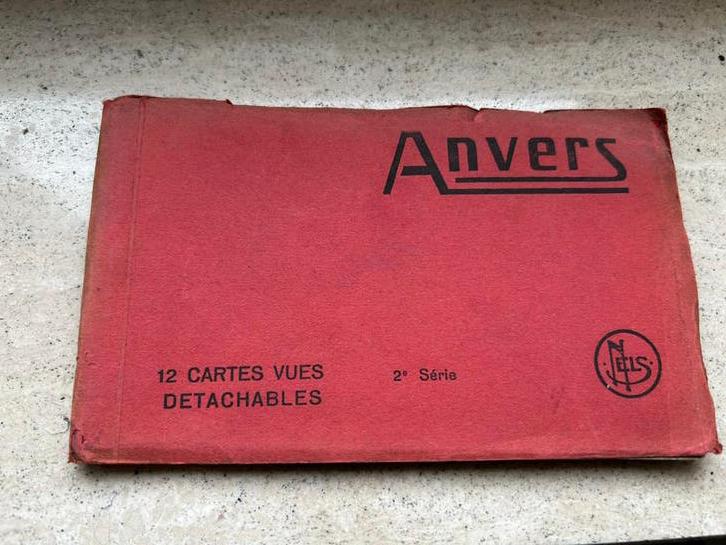 Anvers
12 CARTES VUES
DETACHABLES
2e Série
NELS